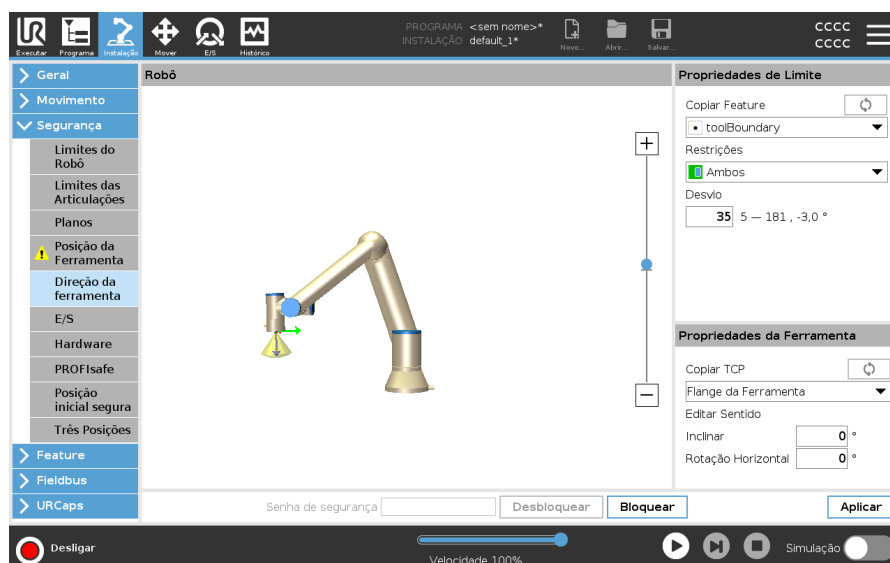 PROGRAMA <sem nome>*
INSTALAÇÃO default_1*
cccc
cccc
Executar Programa Instalação Mover E/S Histórico Novo... Abrir... Salvar...
Geral
Movimento
Segurança
Limites do
Robô
Limites das
Articulações
Planos
Posição da
Ferramenta
Direção da
ferramenta
E/S
Hardware
PROFIsafe
Posição
inicial segura
Três Posições
Feature
Fieldbus
URCaps
Robô
Propriedades de Limite
Copiar Feature
toolBoundary
Restrições
Ambos
Desvio
35 5 — 181 , -3,0 °
Propriedades da Ferramenta
Copiar TCP
Flange da Ferramenta
Editar Sentido
Inclinar 0 °
Rotação Horizontal 0 °
Senha de segurança Desbloquear Bloquear Aplicar
Desligar
Velocidade 100%
Simulação